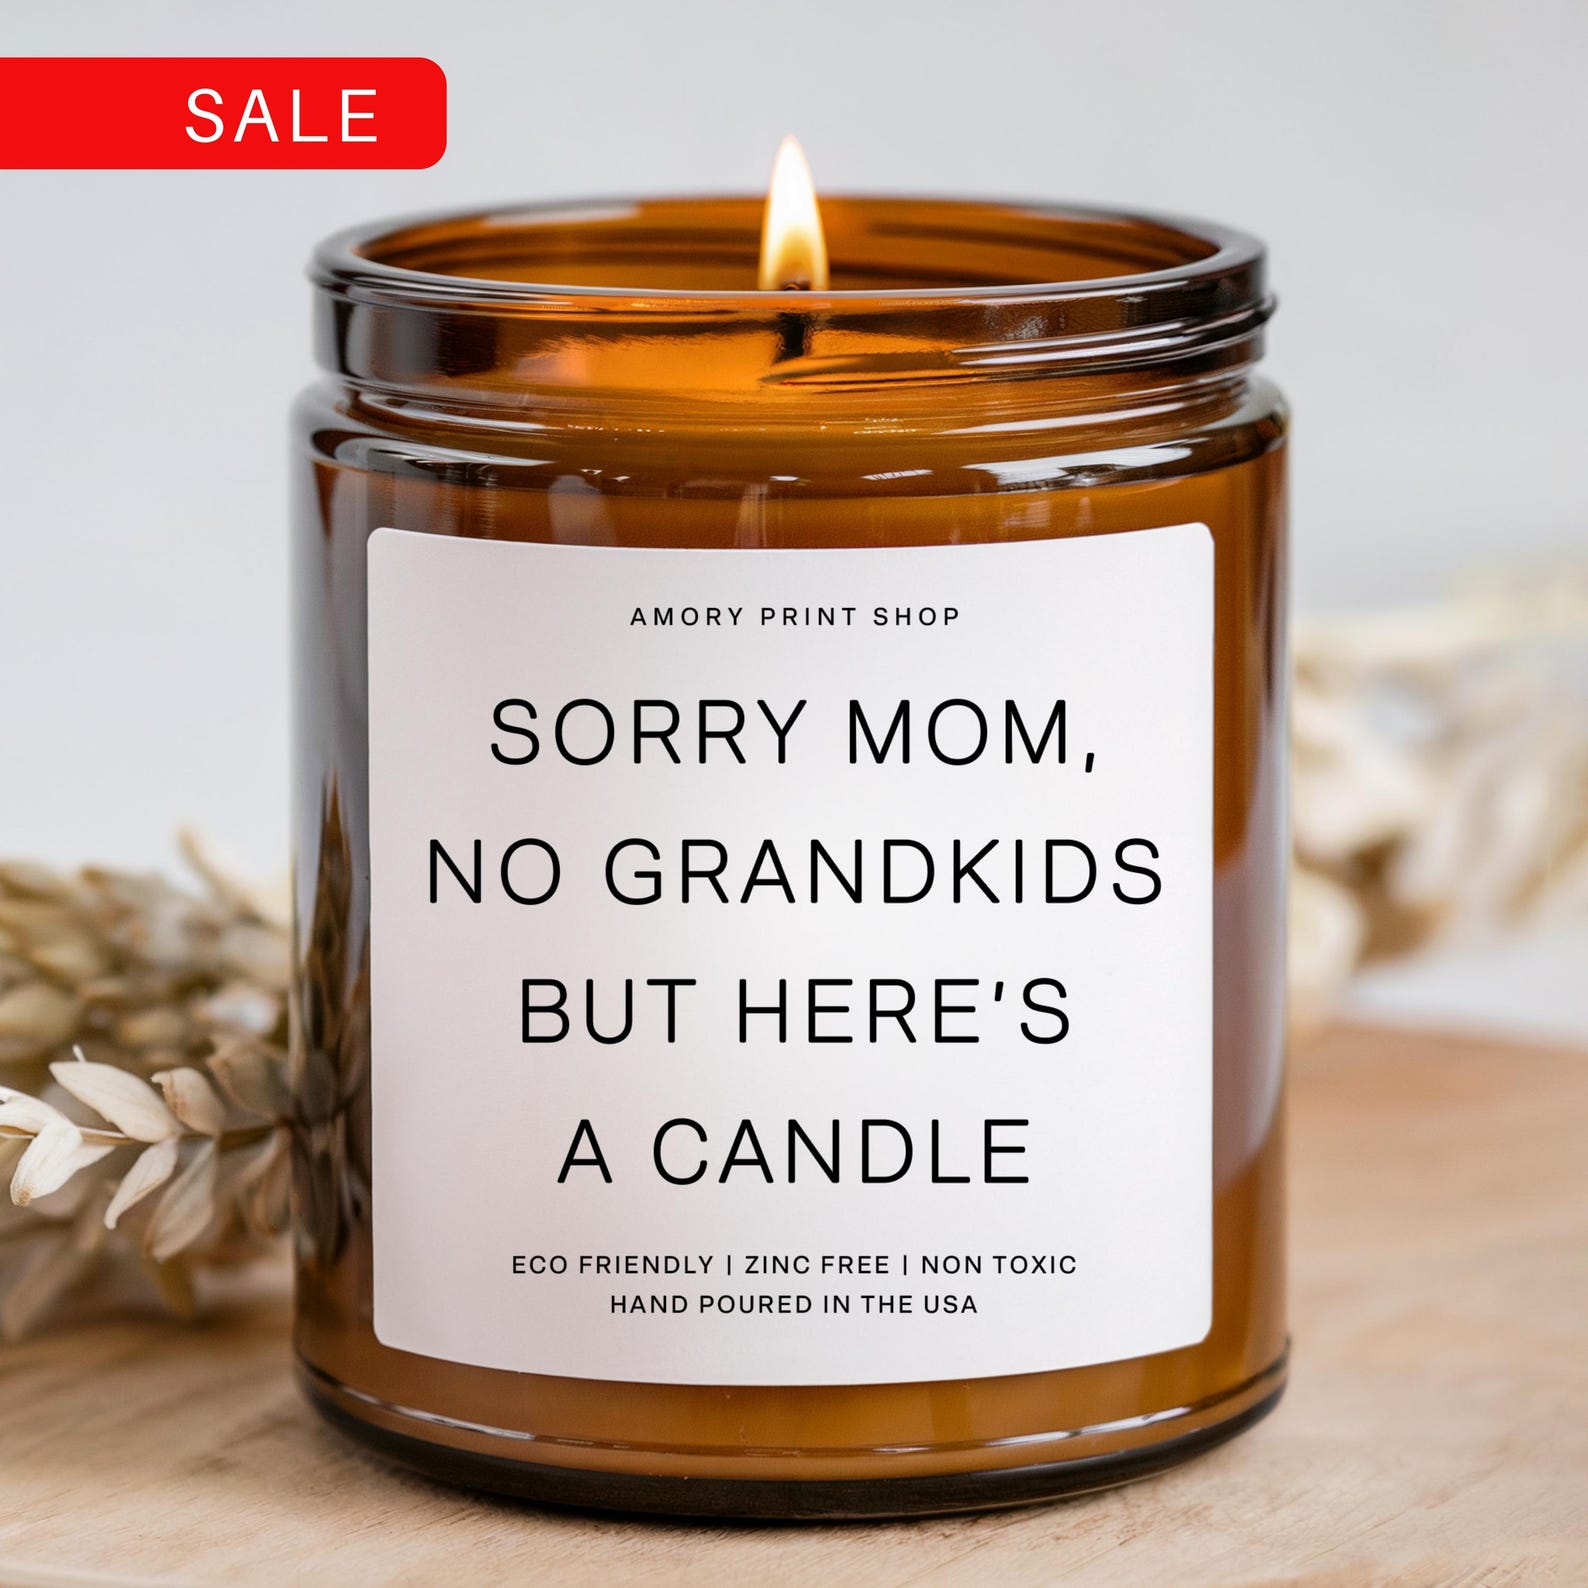 SALE
AMORY PRINT SHOP
SORRY MOM,
NO GRANDKIDS
BUT HERE'S
A CANDLE
ECO FRIENDLY | ZINC FREE | NON TOXIC
HAND POURED IN THE USA